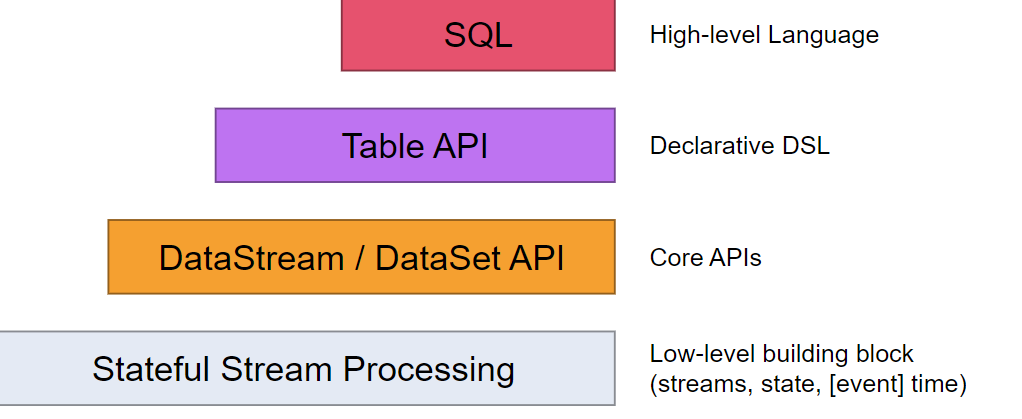 SQL
High-level Language
Table API
Declarative DSL
DataStream / DataSet API
Core APIs
Stateful Stream Processing
Low-level building block
(streams, state, [event] time)